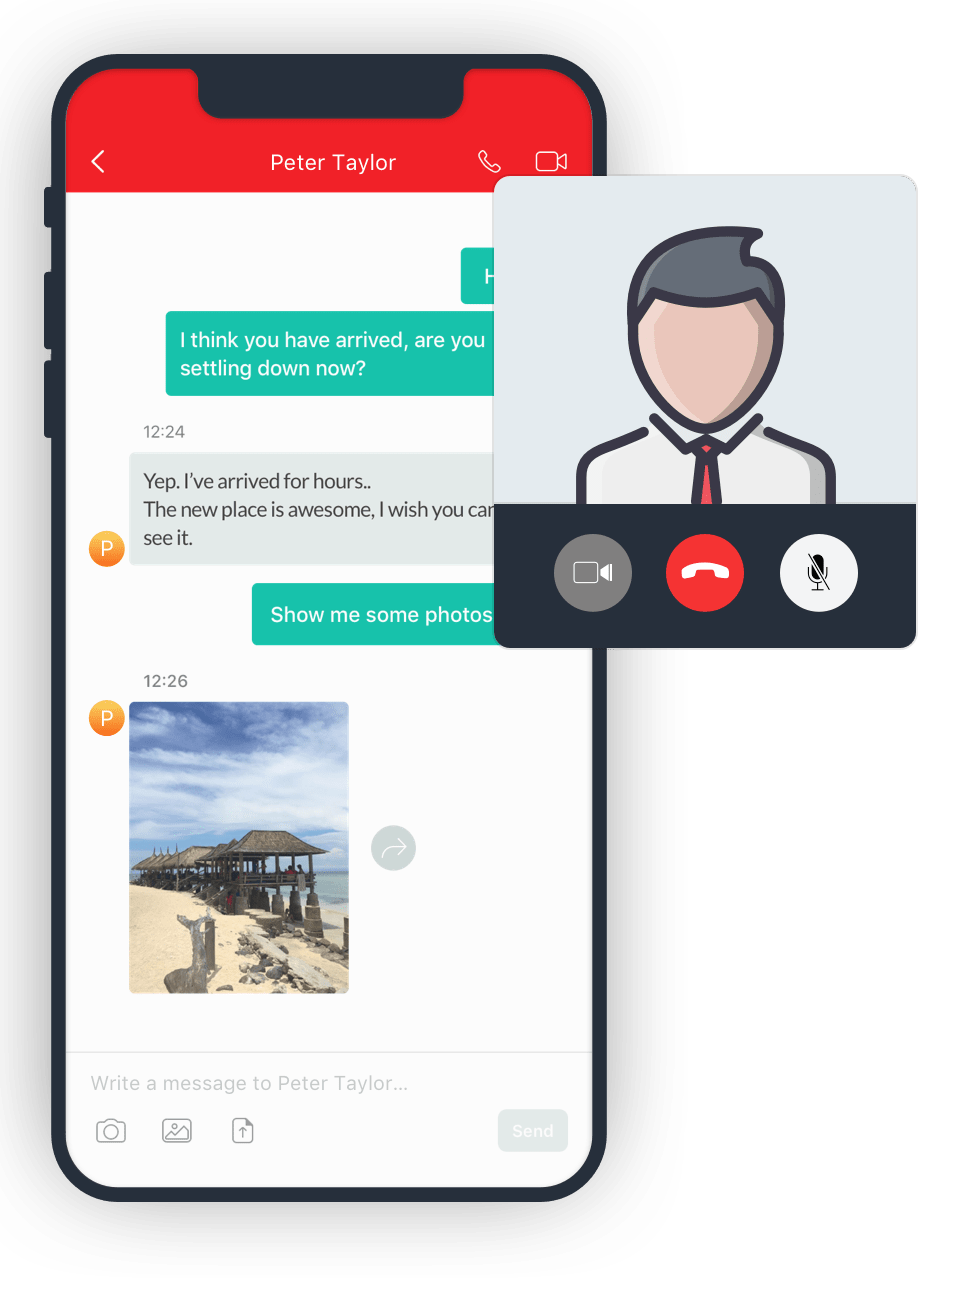 Peter Taylor
I think you have arrived, are you
settling down now?
12:24
Yep. I've arrived for hours..
The new place is awesome, I wish you can
see it.
P
Show me some photos
12:26
P
Write a message to Peter Taylor...
Send